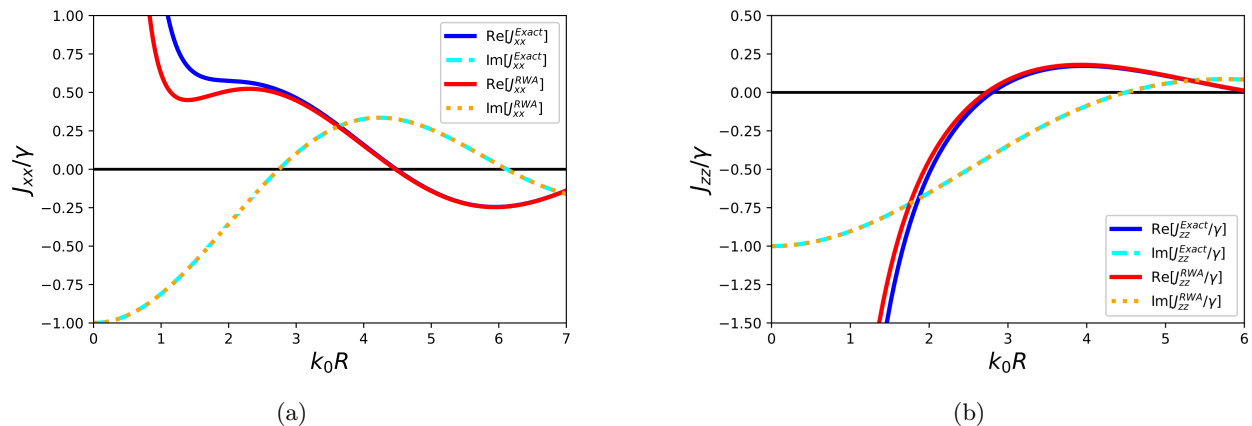 1.00
0.75
0.50
0.25
0.00
−0.25
−0.50
−0.75
−1.00
J_xx/γ
0 1 2 3 4 5 6 7
k_0R
Re[J_xx^Exact]
Im[J_xx^Exact]
Re[J_xx^RWA]
Im[J_xx^RWA]
(a)
0.50
0.25
0.00
−0.25
−0.50
−0.75
−1.00
−1.25
−1.50
J_zz/γ
0 1 2 3 4 5 6
k_0R
Re[J_zz^Exact/γ]
Im[J_zz^Exact/γ]
Re[J_zz^RWA/γ]
Im[J_zz^RWA/γ]
(b)